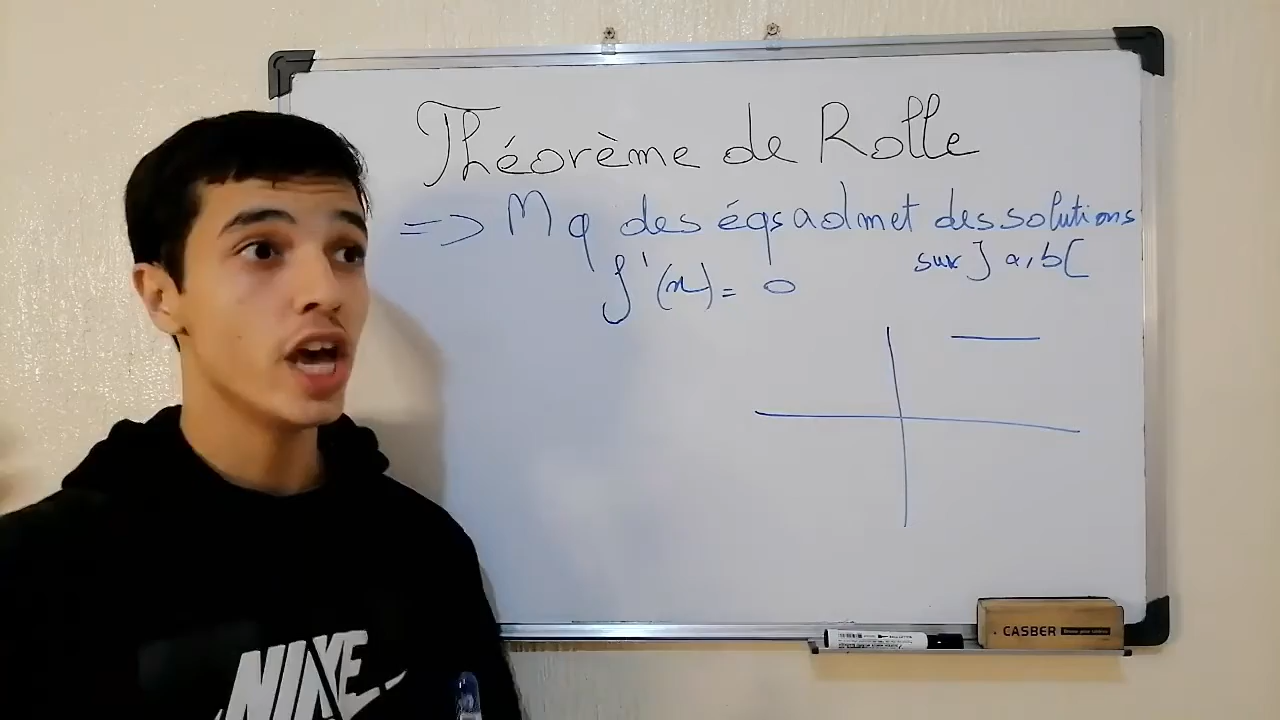 Théorème de Rolle
=> Mq des éqs admet des solutions
sur ]a,b[
f'(x) = 0
CASBER
NIKE